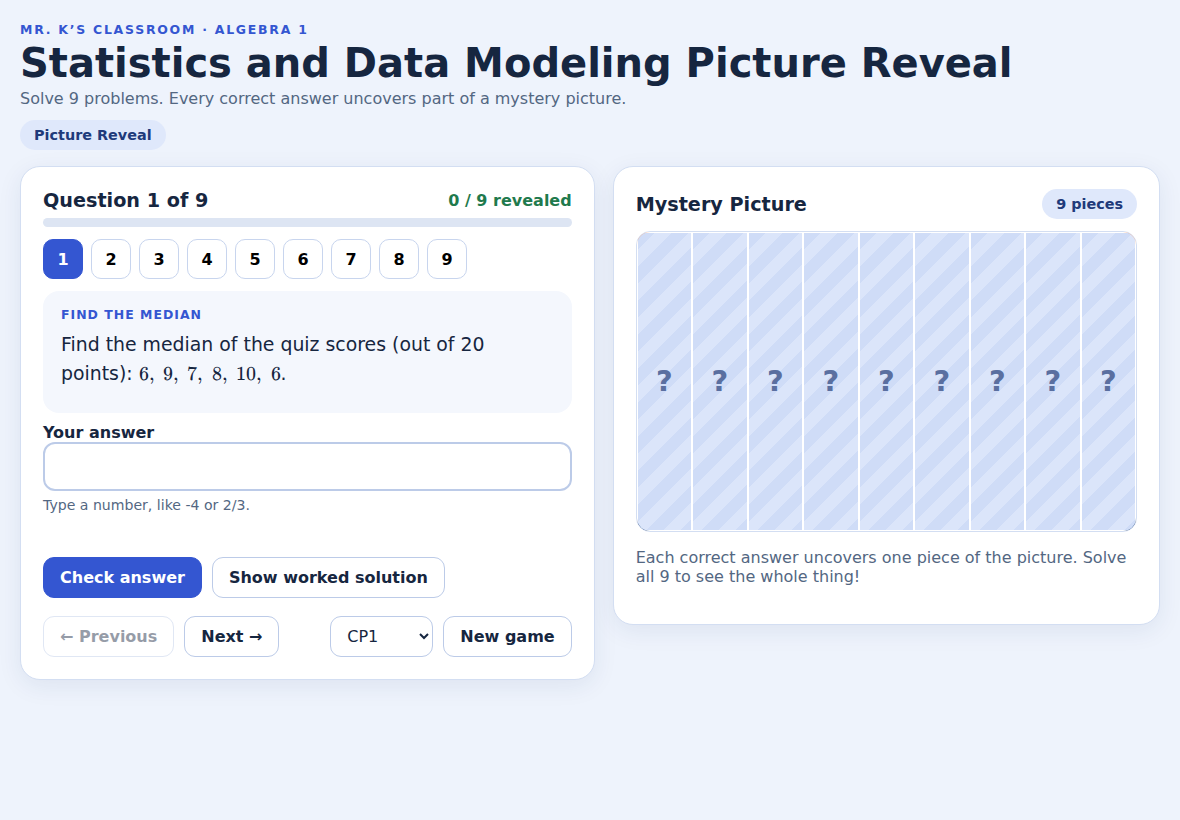 MR. K'S CLASSROOM · ALGEBRA 1
Statistics and Data Modeling Picture Reveal
Solve 9 problems. Every correct answer uncovers part of a mystery picture.
Picture Reveal
Question 1 of 9
0 / 9 revealed
1 2 3 4 5 6 7 8 9
FIND THE MEDIAN
Find the median of the quiz scores (out of 20
points): 6, 9, 7, 8, 10, 6.
Your answer
Type a number, like -4 or 2/3.
Check answer
Show worked solution
← Previous
Next →
CP1
New game
Mystery Picture
9 pieces
? ? ? ? ? ? ? ? ?
Each correct answer uncovers one piece of the picture. Solve
all 9 to see the whole thing!